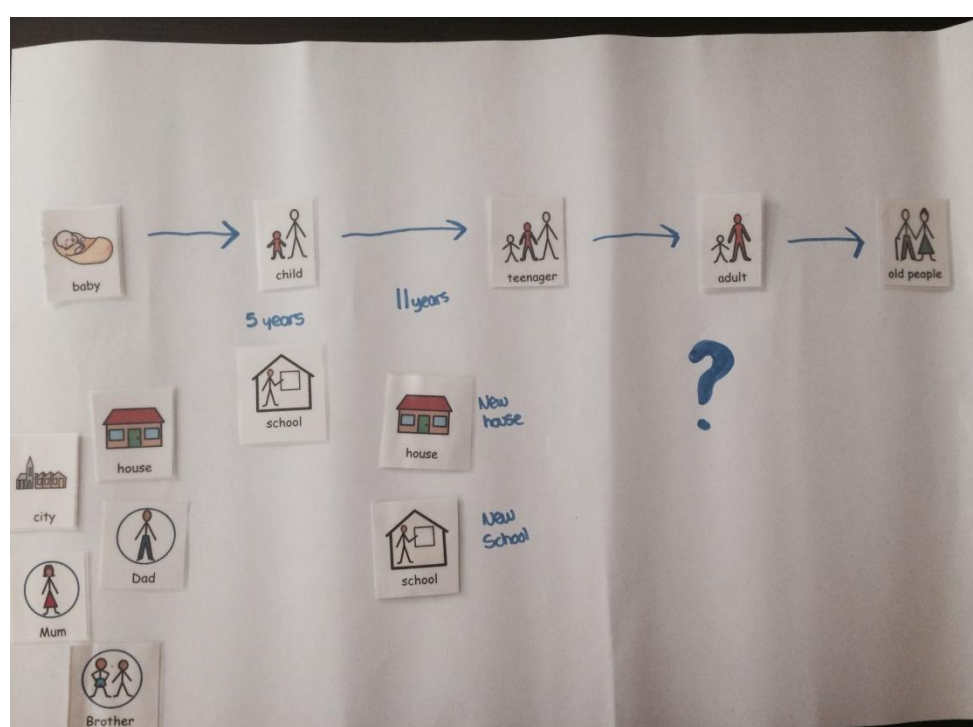 baby
child
teenager
adult
old people
5 years
11 years
school
house
New
house
house
city
Dad
school
New
School
Mum
Brother
?